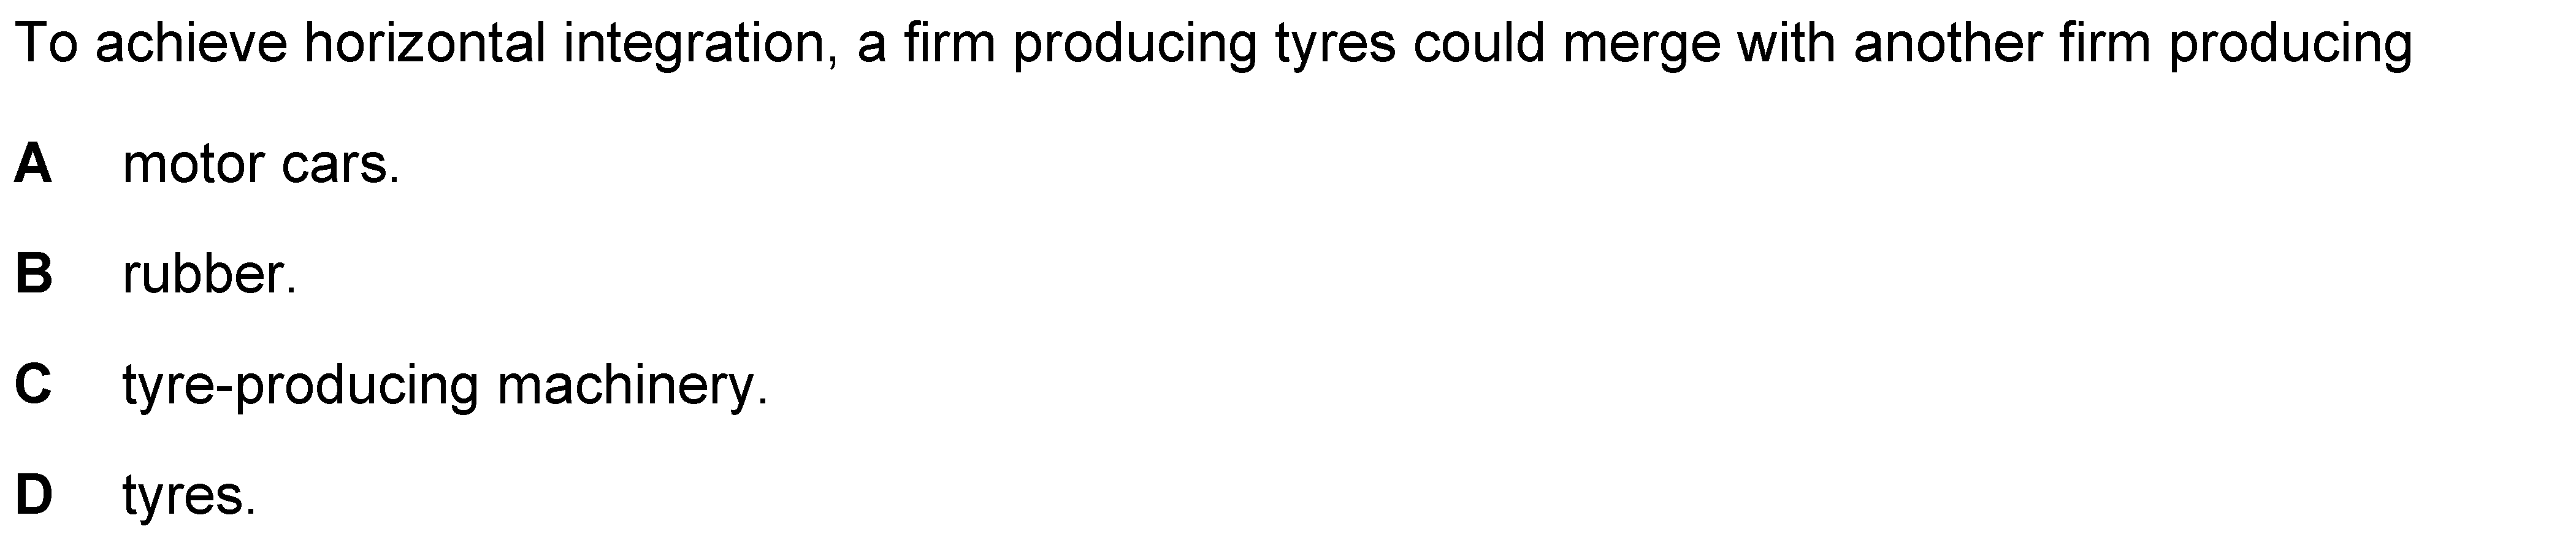 To achieve horizontal integration, a firm producing tyres could merge with another firm producing
A motor cars.
B rubber.
C tyre-producing machinery.
D tyres.